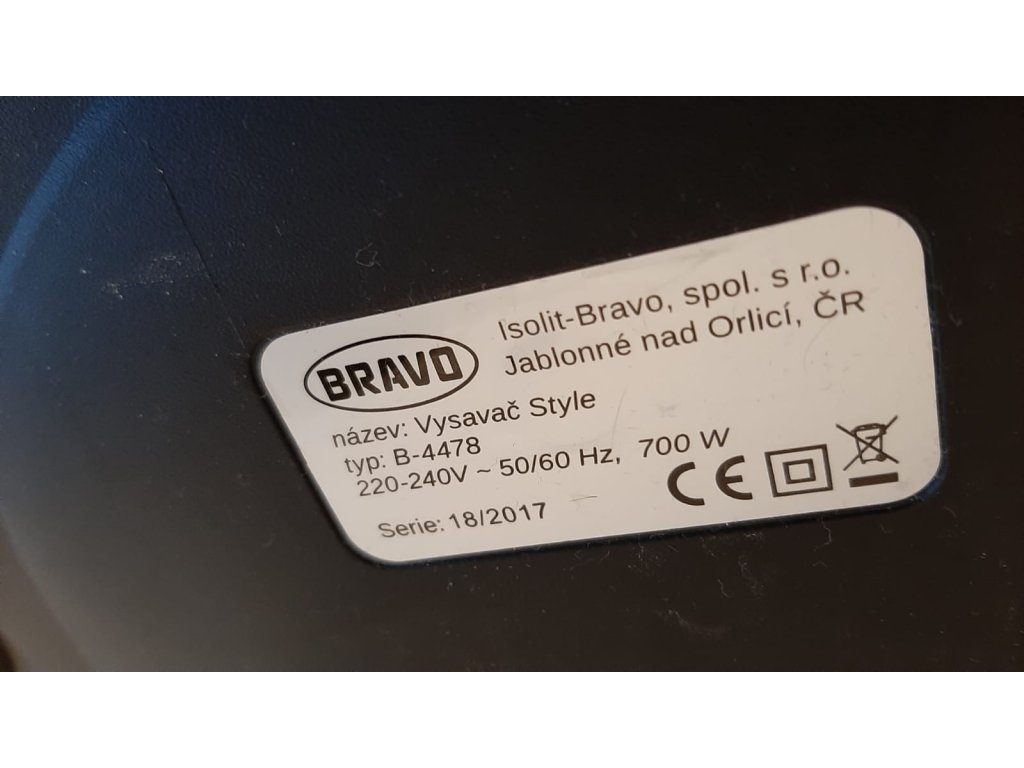 BRAVO
Isolit-Bravo, spol. s r.o.
Jablonné nad Orlicí, ČR
název: Vysavač Style
typ: B-4478
220-240V ~ 50/60 Hz, 700 W
CE
Serie: 18/2017